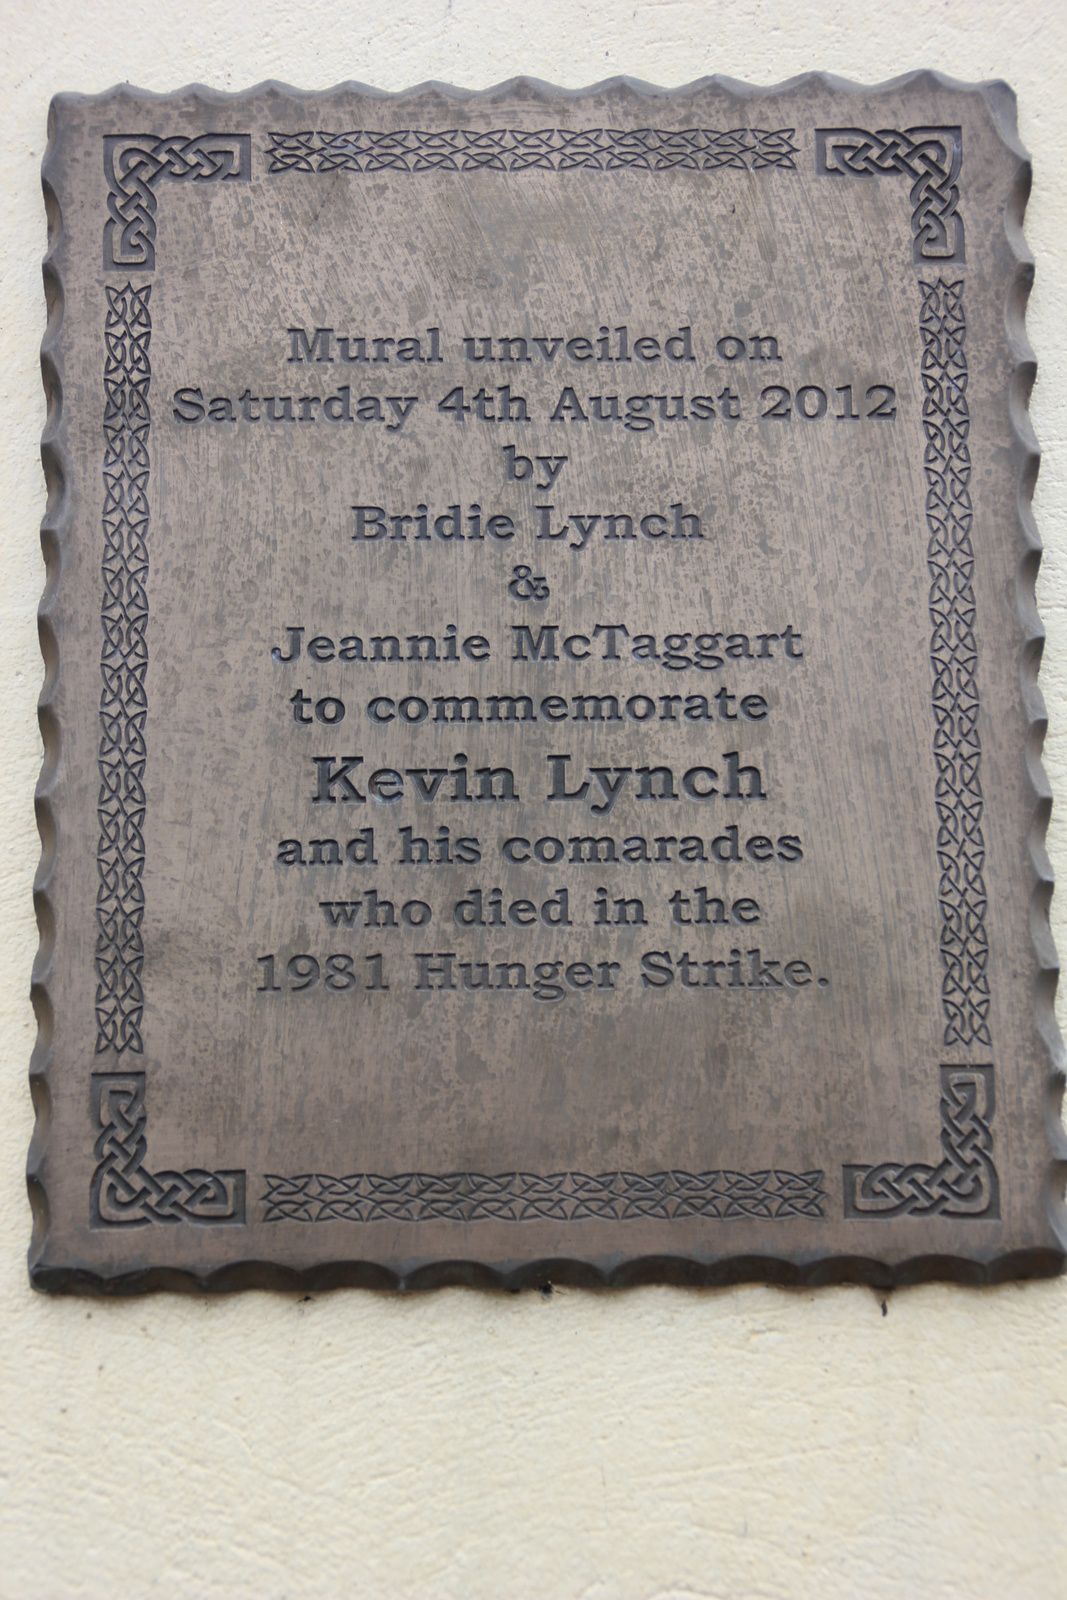 Mural unveiled on
Saturday 4th August 2012
by
Bridie Lynch
&
Jeannie McTaggart
to commemorate
Kevin Lynch
and his comarades
who died in the
1981 Hunger Strike.